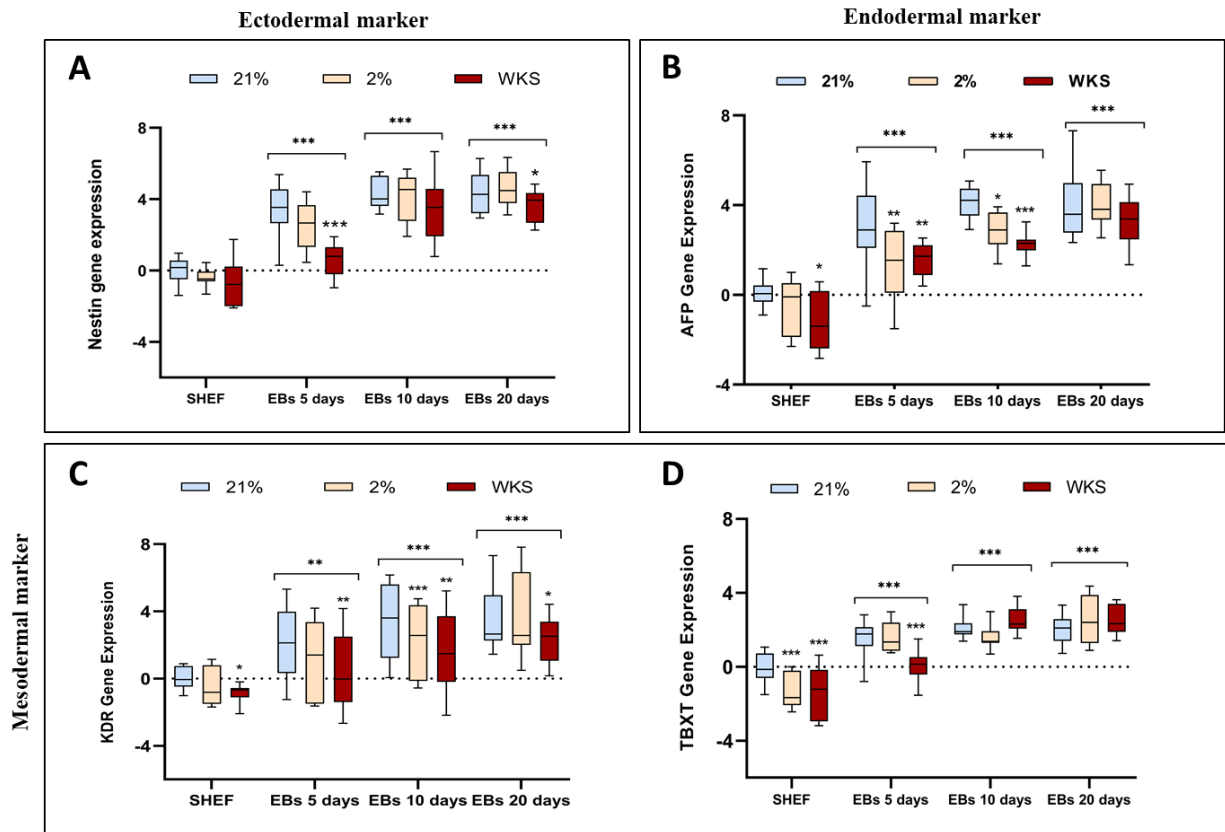 Ectodermal marker
Endodermal marker
A
21% 2% WKS
Nestin gene expression
8
4
0
-4
***
***
***
***
*
SHEF EBs 5 days EBs 10 days EBs 20 days
B
21% 2% WKS
AFP Gene Expression
8
4
0
-4
***
***
***
*
**
**
*
***
SHEF EBs 5 days EBs 10 days EBs 20 days
Mesodermal marker
C
21% 2% WKS
KDR Gene Expression
8
4
0
-4
**
***
***
*
**
***
**
*
SHEF EBs 5 days EBs 10 days EBs 20 days
D
21% 2% WKS
TBXT Gene Expression
8
4
0
-4
***
***
***
***
***
***
SHEF EBs 5 days EBs 10 days EBs 20 days